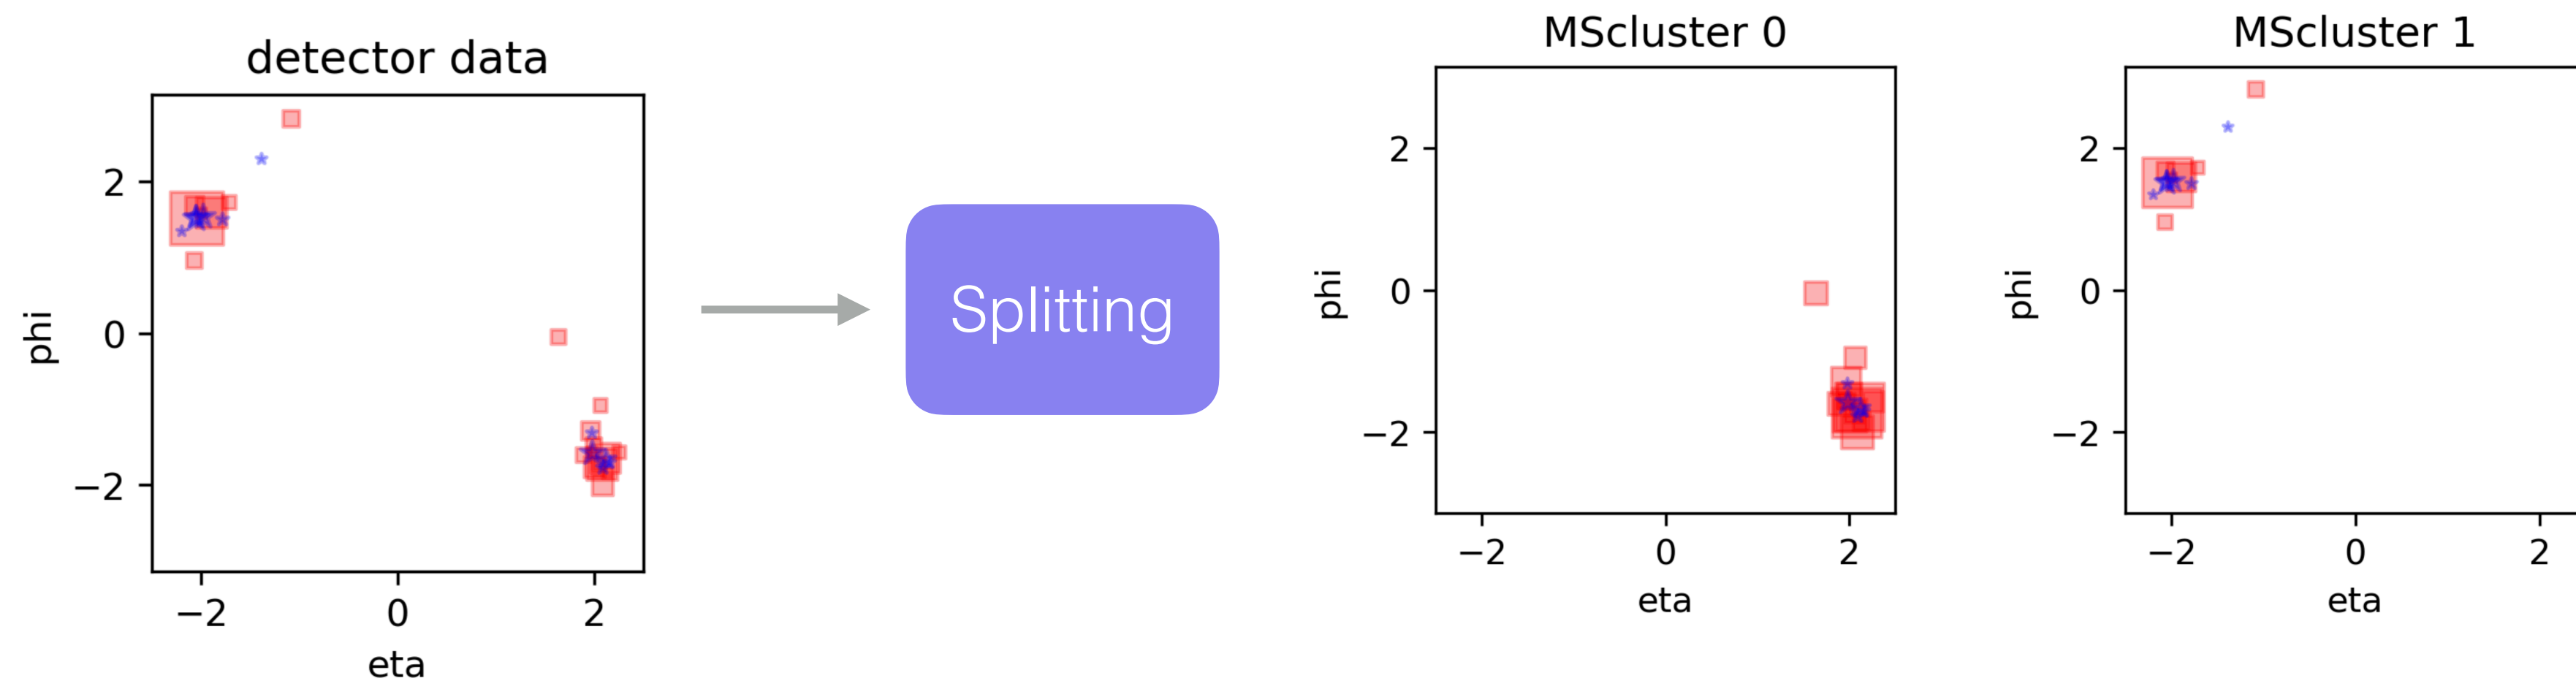 detector data
2
0
−2
phi
−2 0 2
eta
Splitting
MScluster 0
2
0
−2
phi
−2 0 2
eta
MScluster 1
2
0
−2
phi
−2 0 2
eta